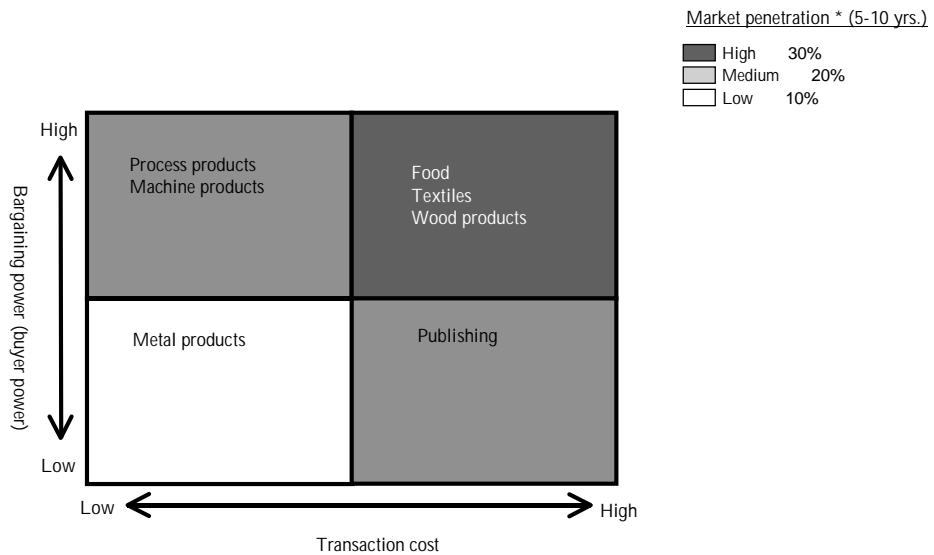 Market penetration * (5-10 yrs.)
High 30%
Medium 20%
Low 10%
High
Process products
Machine products
Food
Textiles
Wood products
Bargaining power (buyer power)
Metal products
Publishing
Low
Low
High
Transaction cost